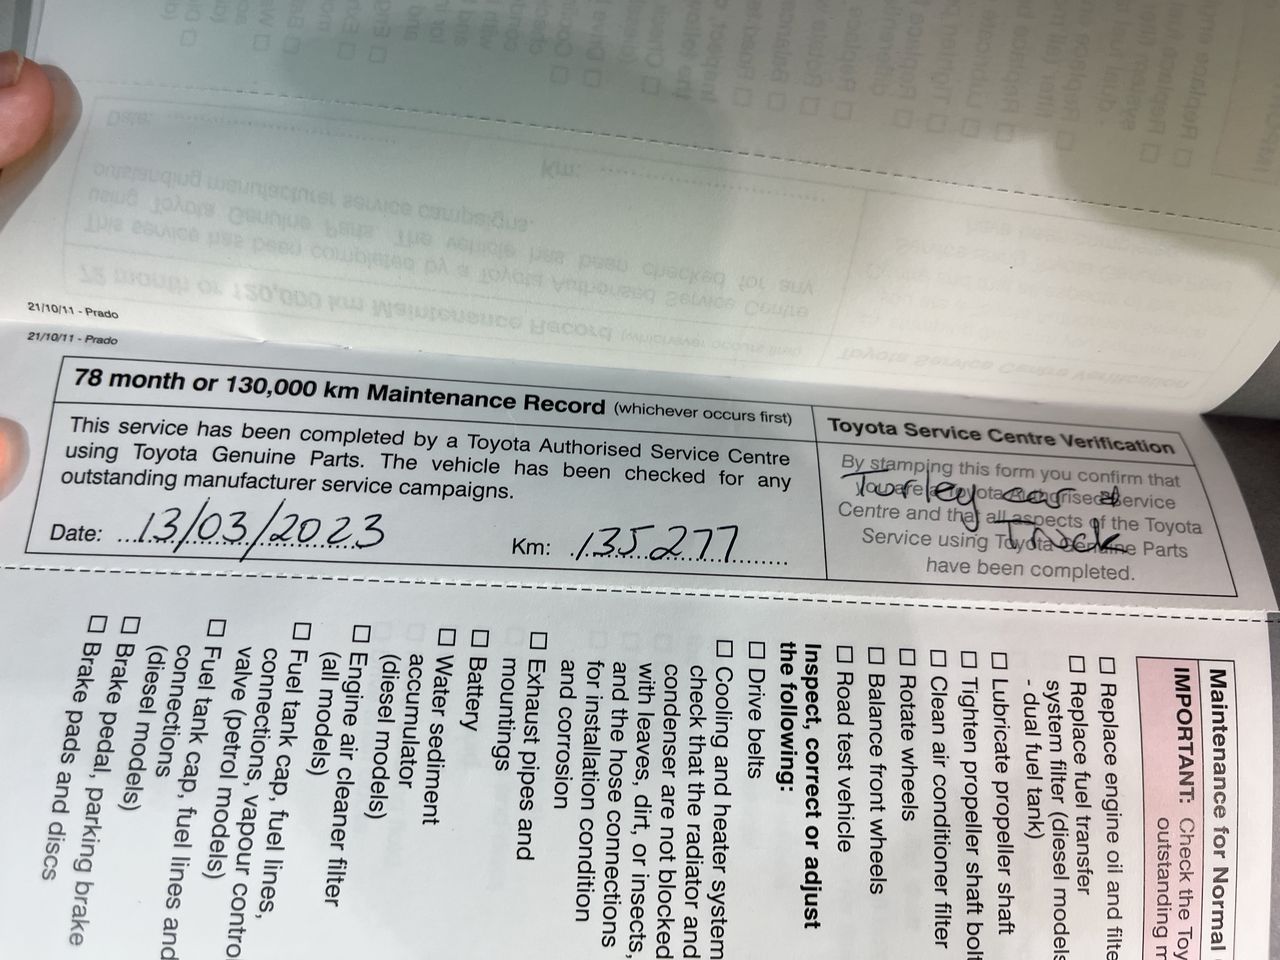 21/10/11 - Prado
21/10/11 - Prado
78 month or 130,000 km Maintenance Record (whichever occurs first)
This service has been completed by a Toyota Authorised Service Centre
using Toyota Genuine Parts. The vehicle has been checked for any
outstanding manufacturer service campaigns.
Date: 13/03/2023
Km: 135277
Toyota Service Centre Verification
By stamping this form you confirm that
you are a Toyota Authorised Service
Centre and that all aspects of the Toyota
Service using Toyota Genuine Parts
have been completed.
Turley car &
Truck
Maintenance for Normal
IMPORTANT: Check the Toy
outstanding m
☐ Replace engine oil and filte
☐ Replace fuel transfer
system filter (diesel models
- dual fuel tank)
☐ Lubricate propeller shaft
☐ Tighten propeller shaft bolt
☐ Clean air conditioner filter
☐ Rotate wheels
☐ Balance front wheels
☐ Road test vehicle
Inspect, correct or adjust
the following:
☐ Drive belts
☐ Cooling and heater system
check that the radiator and
condenser are not blocked
with leaves, dirt, or insects,
and the hose connections
for installation condition
and corrosion
☐ Exhaust pipes and
mountings
☐ Battery
☐ Water sediment
accumulator
(diesel models)
☐ Engine air cleaner filter
(all models)
☐ Fuel tank cap, fuel lines,
connections, vapour contro
valve (petrol models)
☐ Fuel tank cap, fuel lines and
connections
(diesel models)
☐ Brake pedal, parking brake
☐ Brake pads and discs